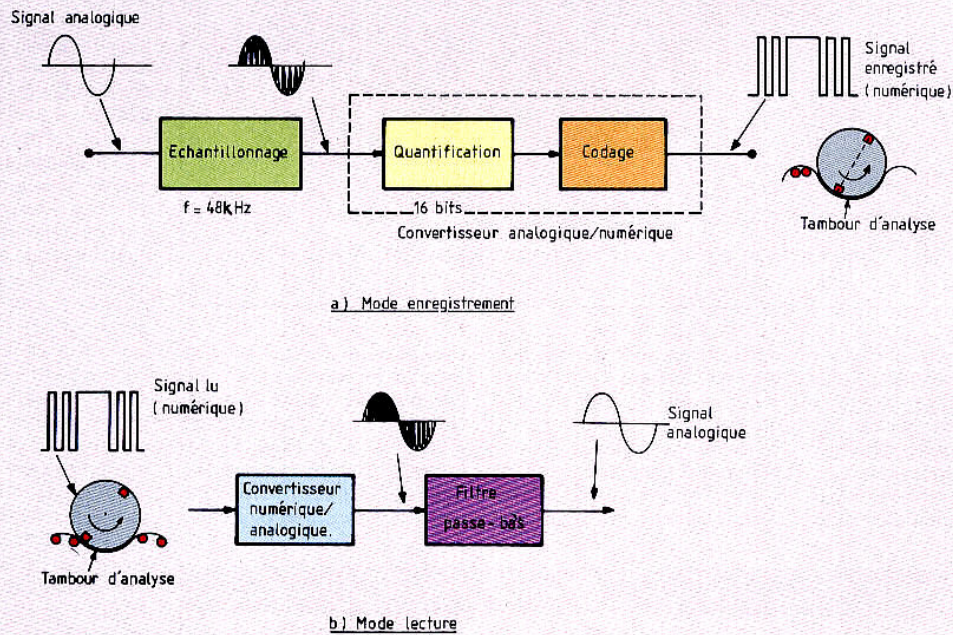 Signal analogique
Signal
enregistré
(numérique)
Echantillonnage
Quantification
Codage
f = 48kHz
16 bits
Convertisseur analogique/numérique
Tambour d'analyse
a) Mode enregistrement
Signal lu
(numérique)
Signal
analogique
Convertisseur
numérique/
analogique.
Filtre
passe-bas
Tambour d'analyse
b) Mode lecture